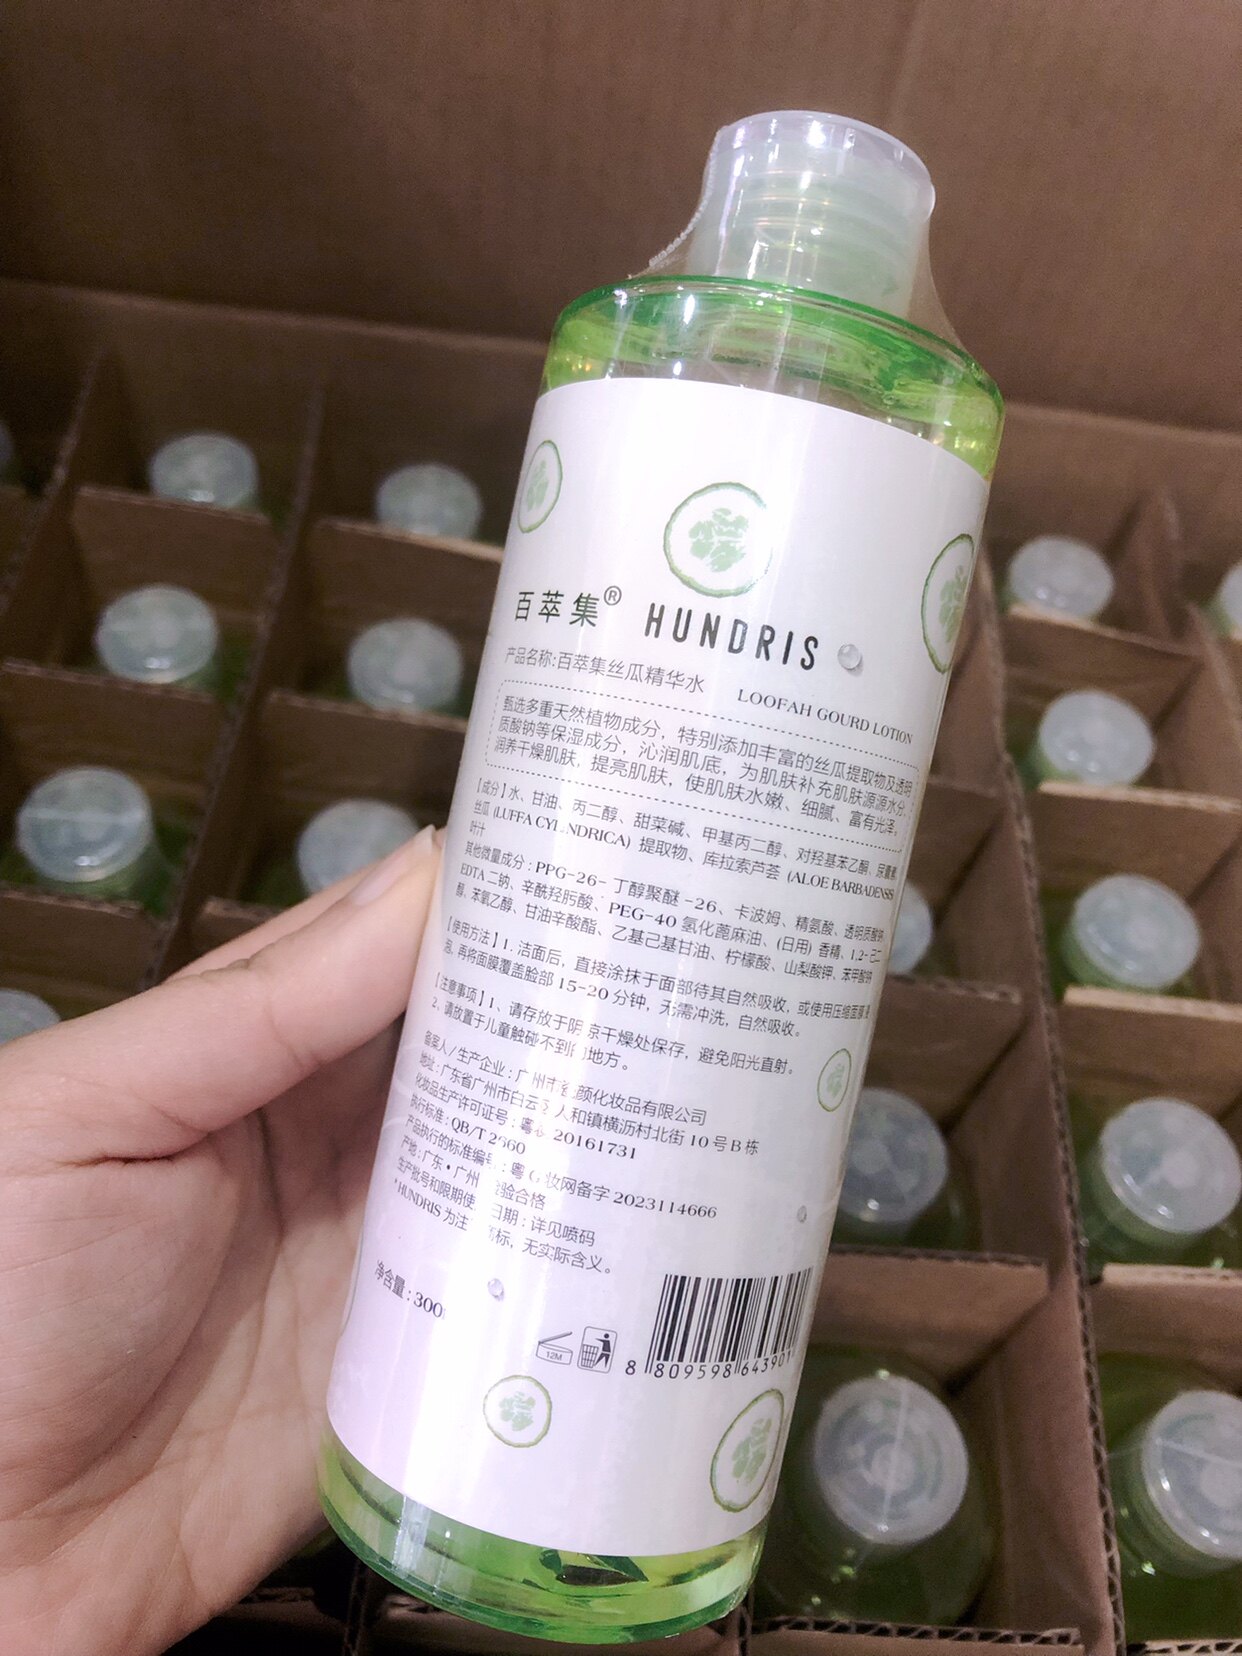 百萃集® HUNDRIS
产品名称:百萃集丝瓜精华水 LOOFAH GOURD LOTION
甄选多重天然植物成分，特别添加丰富的丝瓜提取物及透明
质酸钠等保湿成分，沁润肌底，为肌肤补充肌肤源源水分，
润养干燥肌肤，提亮肌肤，使肌肤水嫩、细腻、富有光泽。
【成分】水、甘油、丙二醇、甜菜碱、甲基丙二醇、对羟基苯乙酮、尿囊素、
丝瓜 (LUFFA CYLINDRICA) 提取物、库拉索芦荟 (ALOE BARBADENSIS)
叶汁
其他微量成分：PPG-26- 丁醇聚醚 -26、卡波姆、精氨酸、透明质酸钠、
EDTA 二钠、辛酰羟肟酸、PEG-40 氢化蓖麻油、(日用) 香精、1,2-己二
醇、苯氧乙醇、甘油辛酸酯、乙基己基甘油、柠檬酸、山梨酸钾、苯甲酸钠
【使用方法】1. 洁面后，直接涂抹于面部待其自然吸收，或使用压缩面膜
泡，再将面膜覆盖脸部 15-20 分钟，无需冲洗，自然吸收。
【注意事项】1、请存放于阴凉干燥处保存，避免阳光直射。
2、请放置于儿童触碰不到的地方。
备案人/生产企业：广州市 颜化妆品有限公司
地址：广东省广州市白云区人和镇横沥村北街 10 号 B 栋
化妆品生产许可证号：粤妆 20161731
执行标准：QB/T 2660
产品执行的标准编号：粤 G 妆网备字 2023114666
产地：广东·广州 检验合格
生产批号和限期使 日期：详见喷码
*HUNDRIS 为注 商标，无实际含义。
净含量：300
12M
8 809598 643901